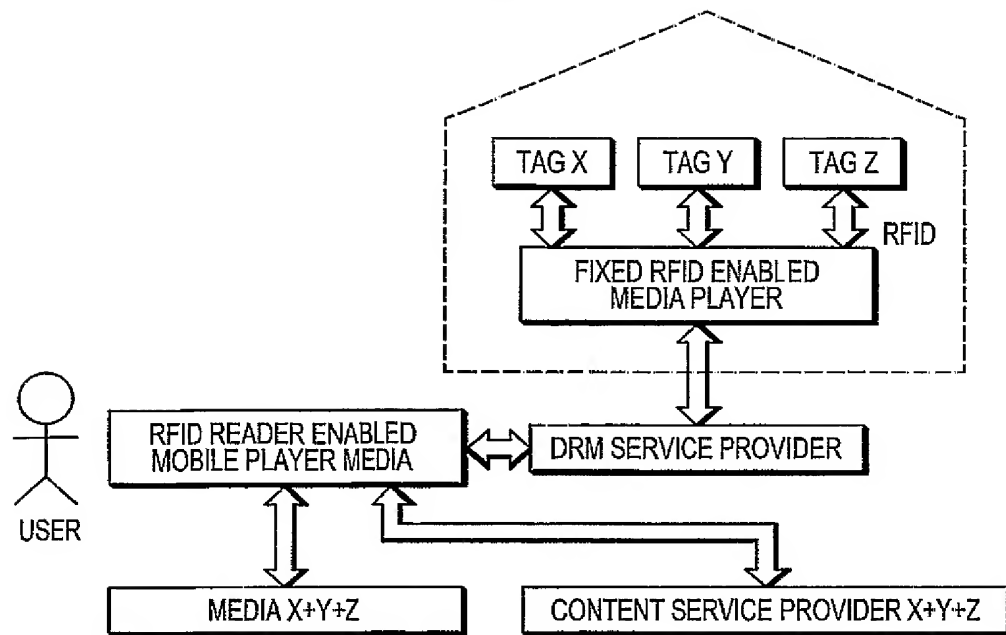 TAG X
TAG Y
TAG Z
RFID
FIXED RFID ENABLED
MEDIA PLAYER
RFID READER ENABLED
MOBILE PLAYER MEDIA
DRM SERVICE PROVIDER
USER
MEDIA X+Y+Z
CONTENT SERVICE PROVIDER X+Y+Z